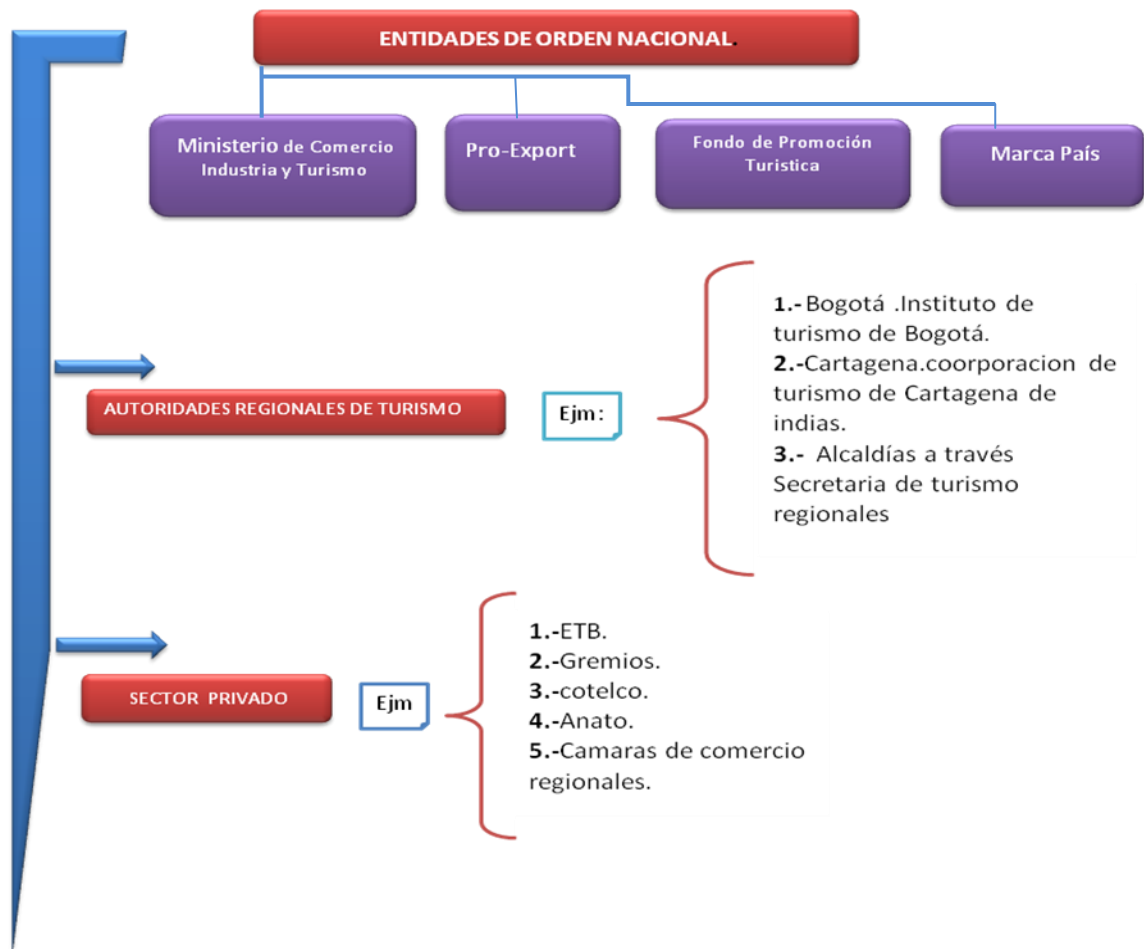 ENTIDADES DE ORDEN NACIONAL.
Ministerio de Comercio
Industria y Turismo
Pro-Export
Fondo de Promoción
Turistica
Marca País
AUTORIDADES REGIONALES DE TURISMO
Ejm:
1.-Bogotá .Instituto de
turismo de Bogotá.
2.-Cartagena.coorporacion de
turismo de Cartagena de
indias.
3.- Alcaldías a través
Secretaria de turismo
regionales
SECTOR PRIVADO
Ejm
1.-ETB.
2.-Gremios.
3.-cotelco.
4.-Anato.
5.-Camaras de comercio
regionales.